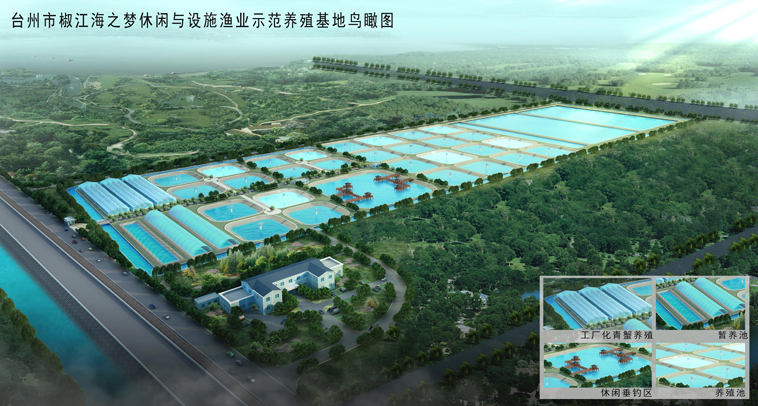 台州市椒江海之梦休闲与设施渔业示范养殖基地鸟瞰图
工厂化青蟹养殖
暂养池
休闲垂钓区
养殖池